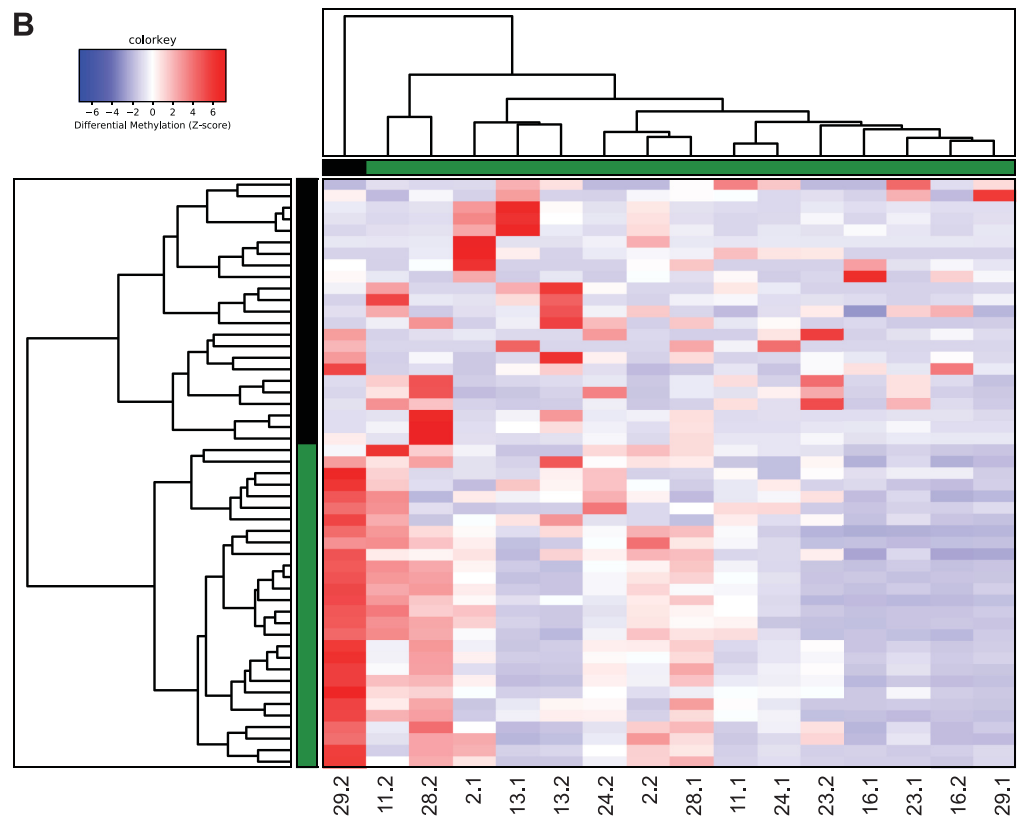 B
colorkey
−6 −4 −2 0 2 4 6
Differential Methylation (Z-score)
29.2 11.2 28.2 2.1 13.1 13.2 24.2 2.2 28.1 11.1 24.1 23.2 16.1 23.1 16.2 29.1